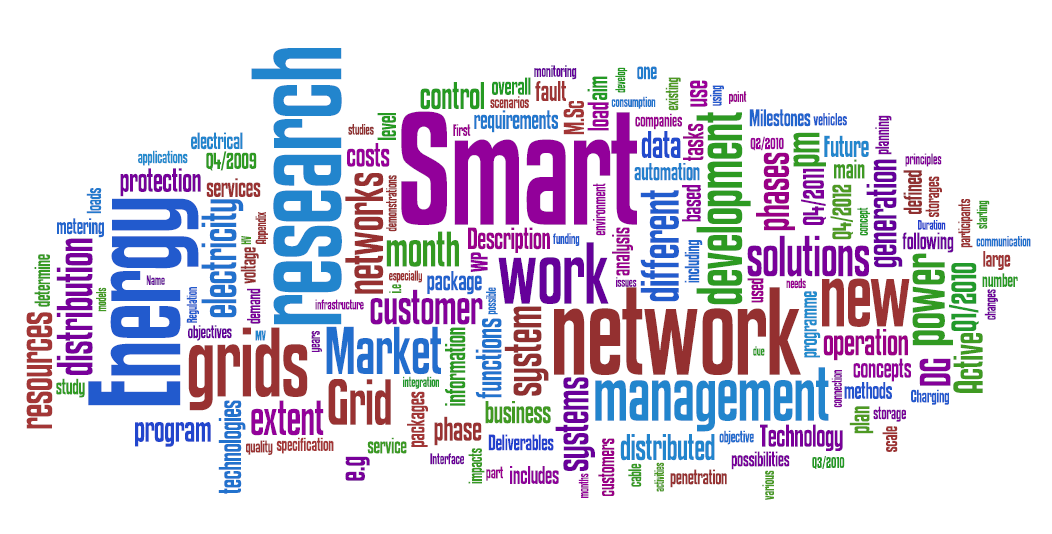 monitoring
one
develop
control
overall
scenarios
fault
M.Sc
load
aim
consumption
existing
use
using
point
research
studies
level
first
requirements
companies
tasks
Milestones
vehicles
planning
electrical
applications
Q4/2009
protection
services
costs
Smart
data
automation
development
Q2/2010
phases
pm
Q4/2011
Future
main
Q4/2012
concept
generation
principles
defined
storages
participants
starting
loads
metering
Energy
electricity
HV
Appendix
voltage
networks
demonstrations
month
Description
funding
environment
WP
analysis
issues
different
based
including
solutions
Duration
following
communication
determine
distribution
models
Name
Regulation
demand
especially
i.e
package
work
possible
used
needs
new
power
Q1/2010
large
number
changes
resources
objectives
MV
infrastructure
years
customer
system
network
due
programme
operation
Active
study
grids
Market
integration
information
functions
management
connection
concepts
methods
DG
Charging
program
technologies
extent
Grid
packages
phase
business
systems
distributed
objective
Technology
plan
storage
scale
quality
specification
service
Deliverables
e.g
Interface
impacts
part
includes
months
customers
cable
activities
penetration
possibilities
various
Q3/2010